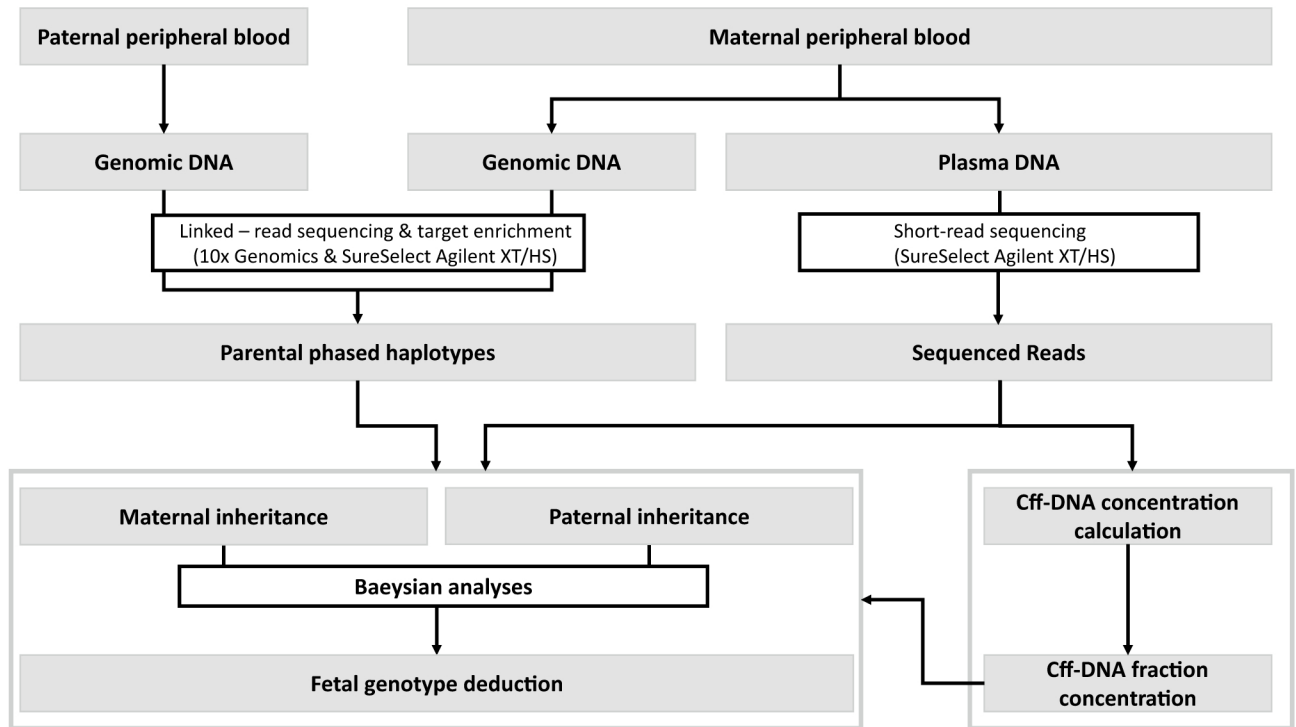 Paternal peripheral blood
Maternal peripheral blood
Genomic DNA
Genomic DNA
Plasma DNA
Linked – read sequencing & target enrichment
(10x Genomics & SureSelect Agilent XT/HS)
Short-read sequencing
(SureSelect Agilent XT/HS)
Parental phased haplotypes
Sequenced Reads
Maternal inheritance
Paternal inheritance
Cff-DNA concentration
calculation
Baeysian analyses
Fetal genotype deduction
Cff-DNA fraction
concentration